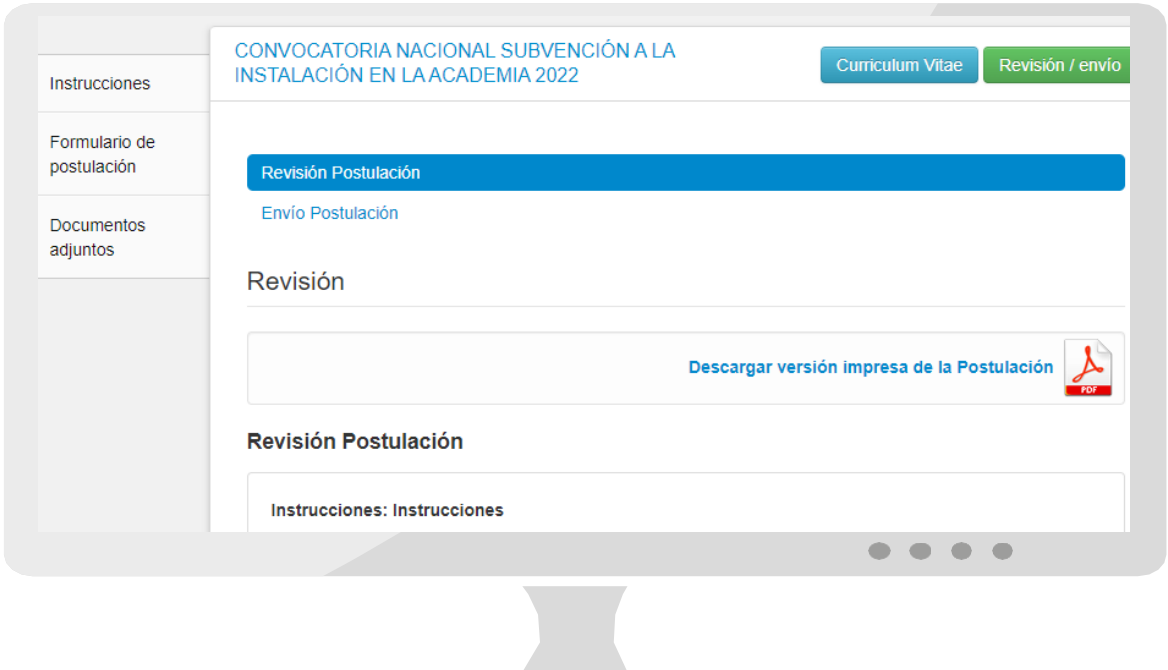 CONVOCATORIA NACIONAL SUBVENCIÓN A LA
INSTALACIÓN EN LA ACADEMIA 2022
Curriculum Vitae
Revisión / envío
Instrucciones
Formulario de
postulación
Documentos
adjuntos
Revisión Postulación
Envío Postulación
Revisión
Descargar versión impresa de la Postulación
PDF
Revisión Postulación
Instrucciones: Instrucciones